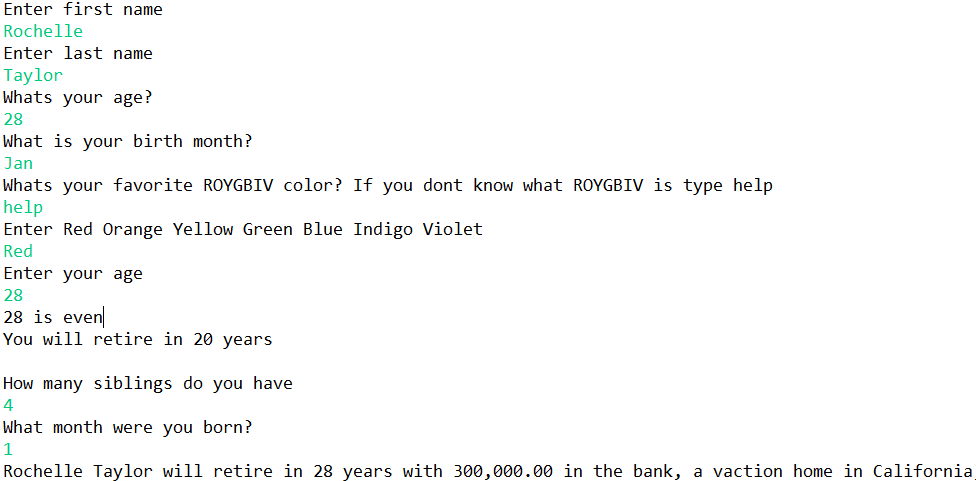 Enter first name
Rochelle
Enter last name
Taylor
Whats your age?
28
What is your birth month?
Jan
Whats your favorite ROYGBIV color? If you dont know what ROYGBIV is type help
help
Enter Red Orange Yellow Green Blue Indigo Violet
Red
Enter your age
28
28 is even
You will retire in 20 years
How many siblings do you have
4
What month were you born?
1
Rochelle Taylor will retire in 28 years with 300,000.00 in the bank, a vaction home in California